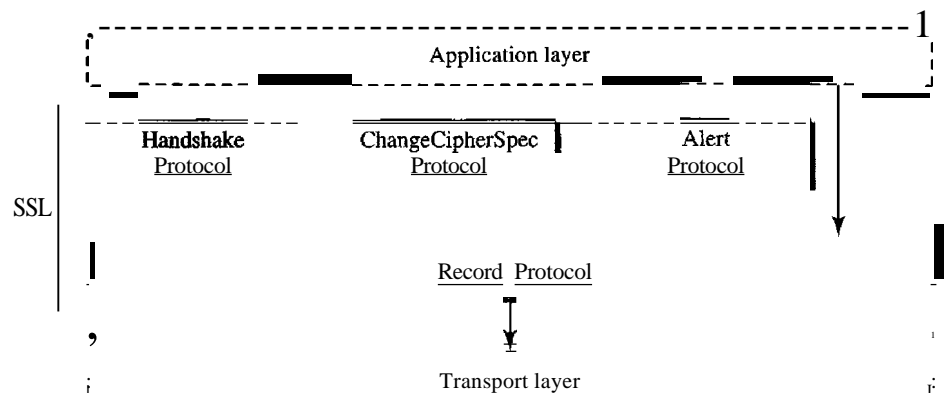 1
Application layer
Handshake
Protocol
ChangeCipherSpec
Protocol
Alert
Protocol
SSL
Record Protocol
Transport layer